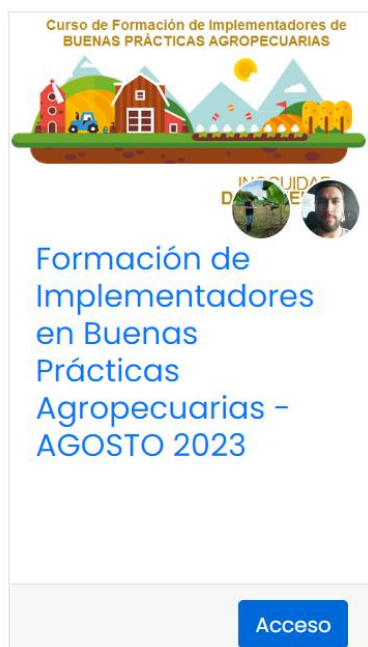 Curso de Formación de Implementadores de
BUENAS PRÁCTICAS AGROPECUARIAS
Formación de
Implementadores
en Buenas
Prácticas
Agropecuarias -
AGOSTO 2023
Acceso